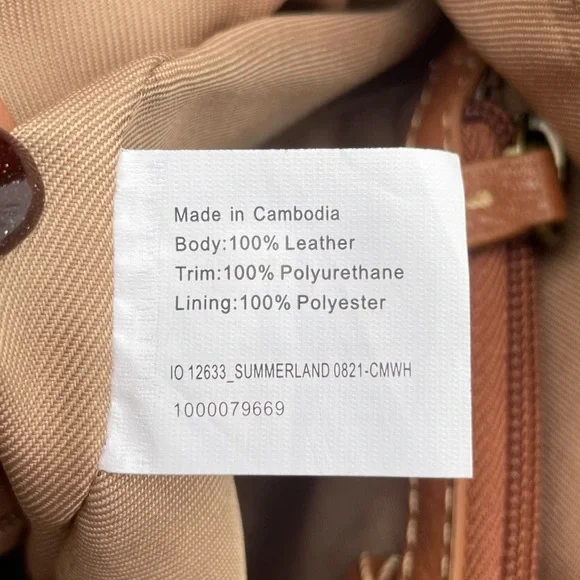 Made in Cambodia
Body:100% Leather
Trim:100% Polyurethane
Lining:100% Polyester
IO 12633_SUMMERLAND 0821-CMWH
1000079669